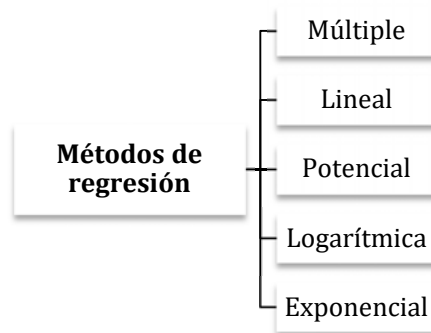 Múltiple
Lineal
Métodos de
regresión
Potencial
Logarítmica
Exponencial